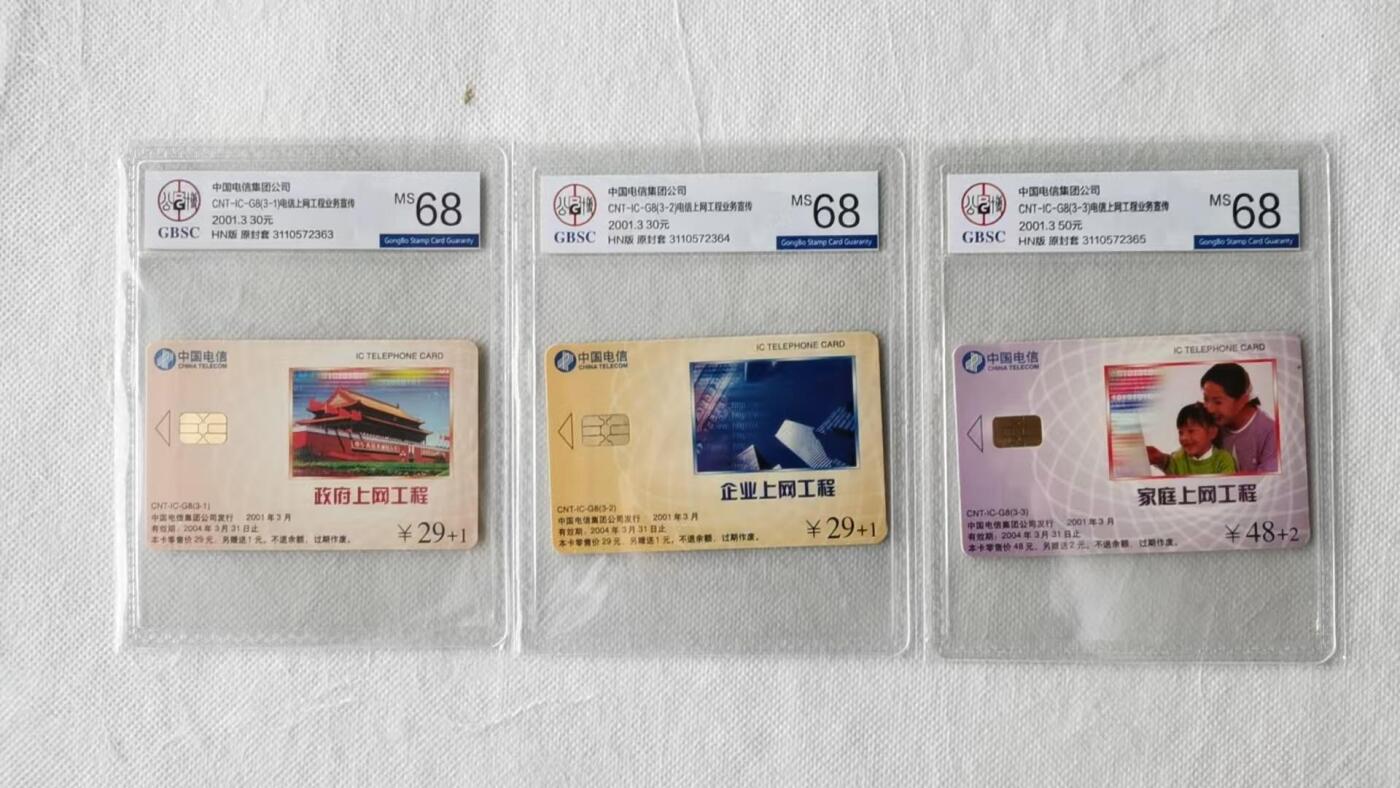 中国电信集团公司
CNT-IC-G8(3-1)电信上网工程业务宣传
2001.3 30元
HN版 原封套 3110572363
GBSC
MS 68
GongBo Stamp Card Guaranty
中国电信
CHINA TELECOM
IC TELEPHONE CARD
政府上网工程
CNT-IC-G8(3-1)
中国电信集团公司发行 2001年3月
有效期：2004年3月31日止
本卡零售价29元，另赠送1元。不退余额、过期作废。
￥29+1
中国电信集团公司
CNT-IC-G8(3-2)电信上网工程业务宣传
2001.3 30元
HN版 原封套 3110572364
GBSC
MS 68
GongBo Stamp Card Guaranty
中国电信
CHINA TELECOM
IC TELEPHONE CARD
企业上网工程
CNT-IC-G8(3-2)
中国电信集团公司发行 2001年3月
有效期：2004年3月31日止
本卡零售价29元，另赠送1元。不退余额、过期作废。
￥29+1
中国电信集团公司
CNT-IC-G8(3-3)电信上网工程业务宣传
2001.3 50元
HN版 原封套 3110572365
GBSC
MS 68
GongBo Stamp Card Guaranty
中国电信
CHINA TELECOM
IC TELEPHONE CARD
家庭上网工程
CNT-IC-G8(3-3)
中国电信集团公司发行 2001年3月
有效期：2004年3月31日止
本卡零售价48元，另赠送2元。不退余额、过期作废。
￥48+2